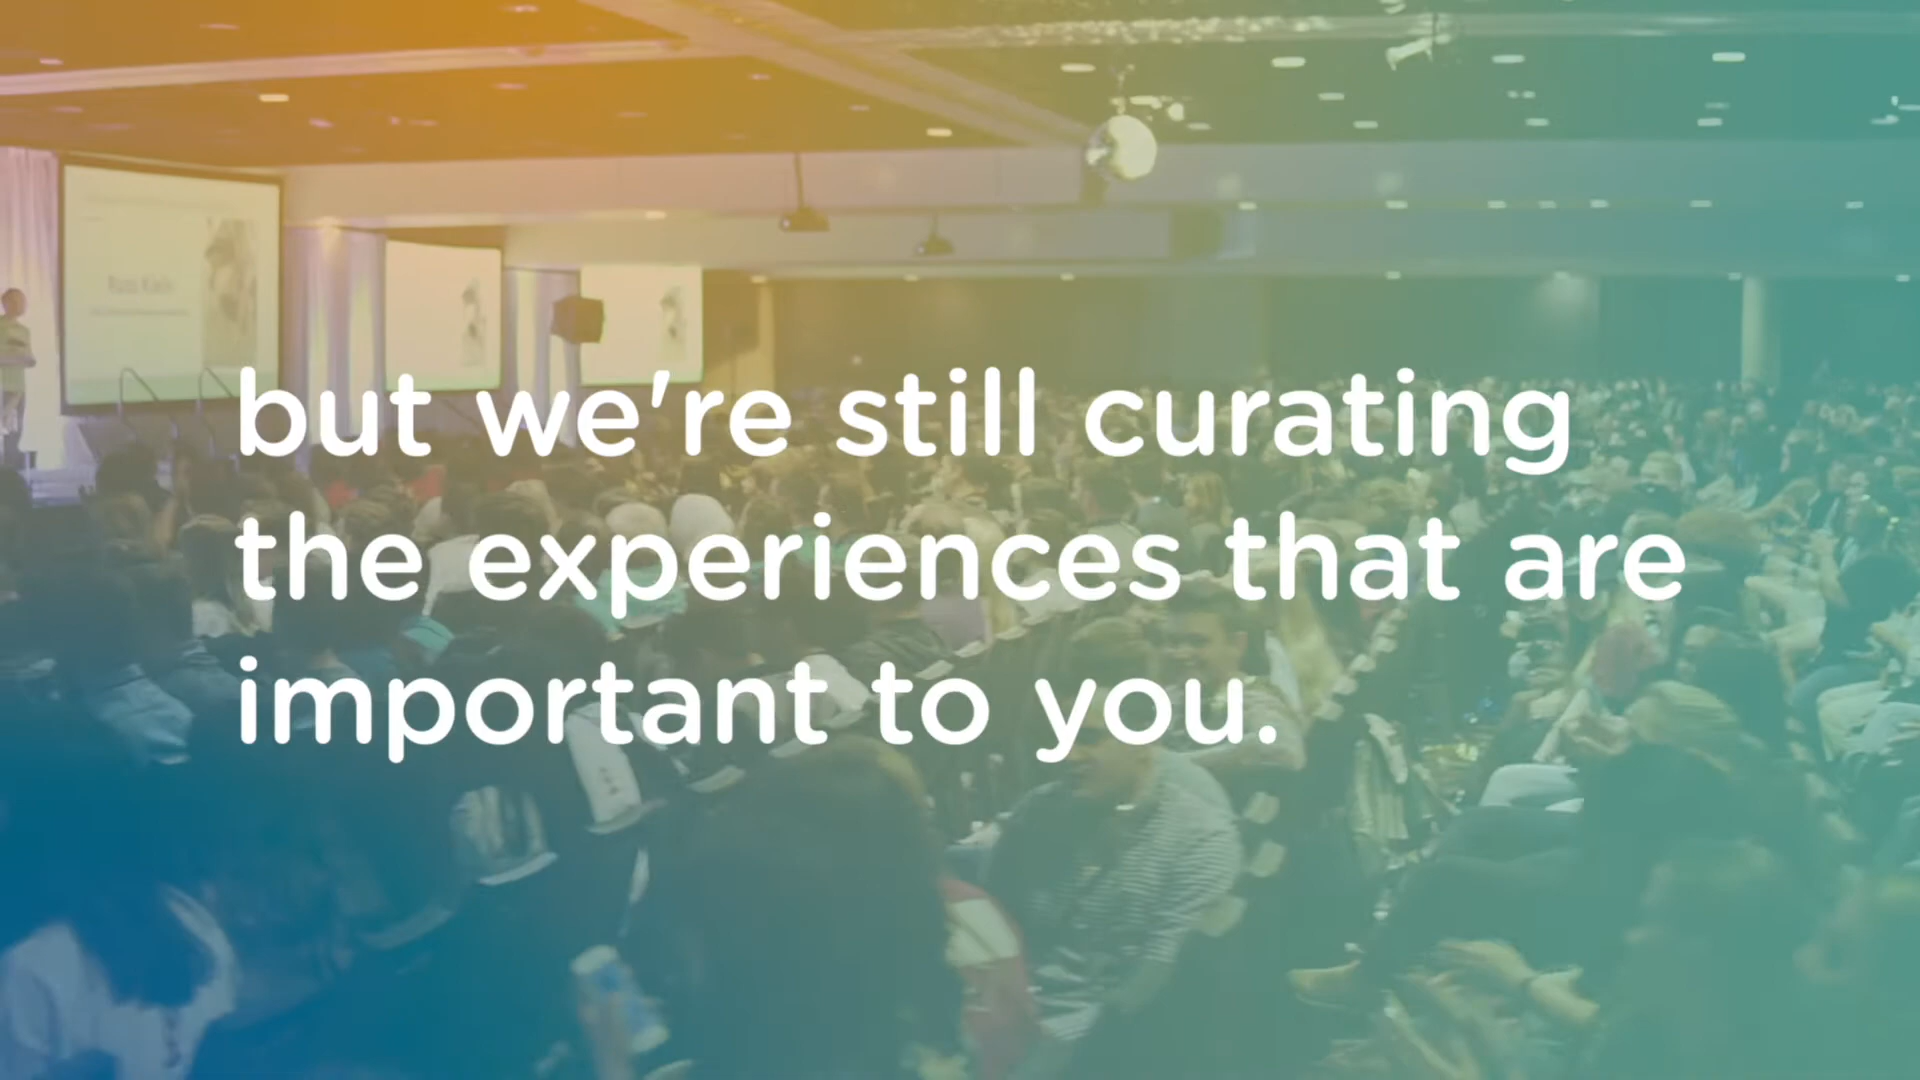 but we're still curating
the experiences that are
important to you.